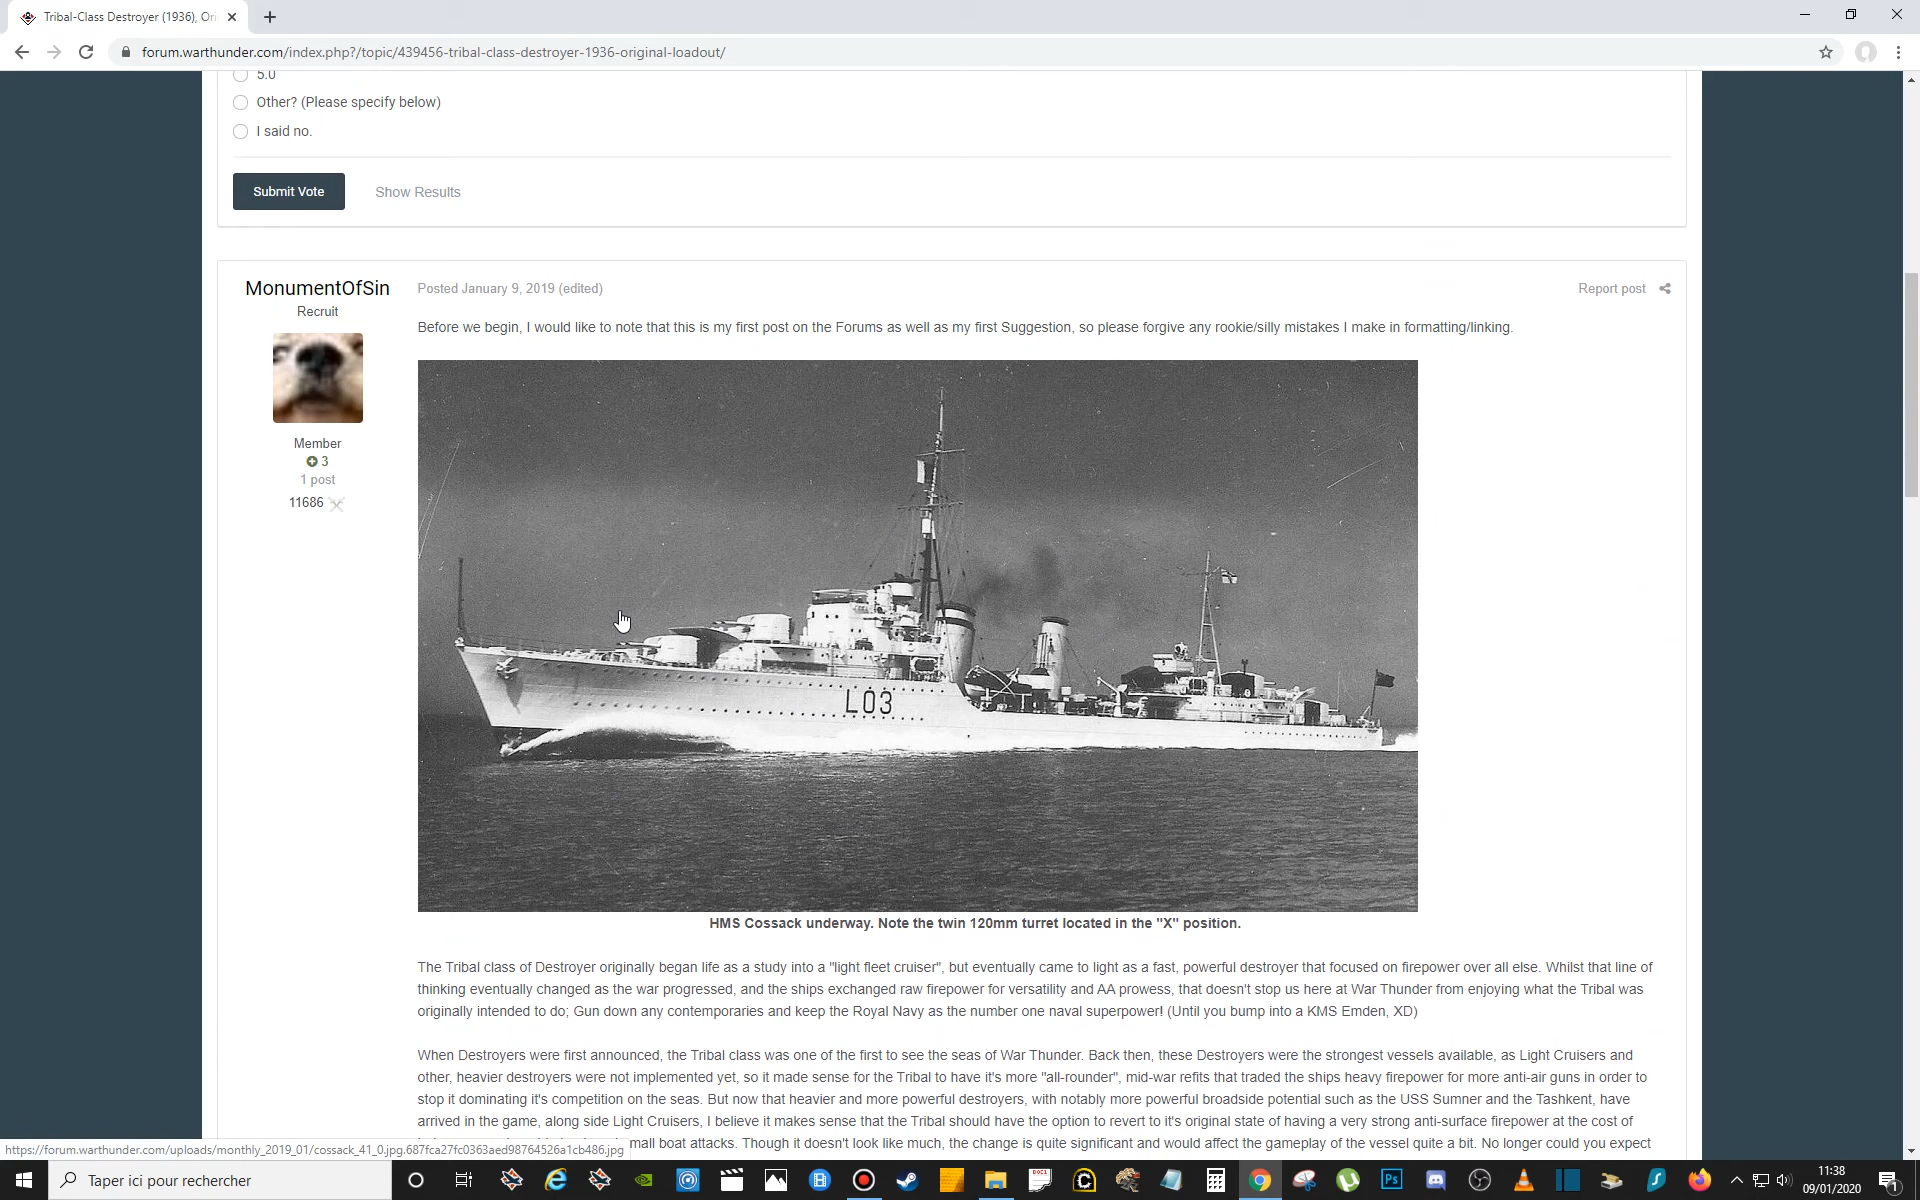 Tribal-Class Destroyer (1936), Ori
forum.warthunder.com/index.php?/topic/439456-tribal-class-destroyer-1936-original-loadout/
5.0
Other? (Please specify below)
I said no.
Submit Vote
Show Results
MonumentOfSin
Posted January 9, 2019 (edited)
Report post
Recruit
Before we begin, I would like to note that this is my first post on the Forums as well as my first Suggestion, so please forgive any rookie/silly mistakes I make in formatting/linking.
Member
3
1 post
11686
L03
HMS Cossack underway. Note the twin 120mm turret located in the "X" position.
The Tribal class of Destroyer originally began life as a study into a "light fleet cruiser", but eventually came to light as a fast, powerful destroyer that focused on firepower over all else. Whilst that line of
thinking eventually changed as the war progressed, and the ships exchanged raw firepower for versatility and AA prowess, that doesn't stop us here at War Thunder from enjoying what the Tribal was
originally intended to do; Gun down any contemporaries and keep the Royal Navy as the number one naval superpower! (Until you bump into a KMS Emden, XD)
When Destroyers were first announced, the Tribal class was one of the first to see the seas of War Thunder. Back then, these Destroyers were the strongest vessels available, as Light Cruisers and
other, heavier destroyers were not implemented yet, so it made sense for the Tribal to have it's more "all-rounder", mid-war refits that traded the ships heavy firepower for more anti-air guns in order to
stop it dominating it's competition on the seas. But now that heavier and more powerful destroyers, with notably more powerful broadside potential such as the USS Sumner and the Tashkent, have
arrived in the game, along side Light Cruisers, I believe it makes sense that the Tribal should have the option to revert to it's original state of having a very strong anti-surface firepower at the cost of
mall boat attacks. Though it doesn't look like much, the change is quite significant and would affect the gameplay of the vessel quite a bit. No longer could you expect
https://forum.warthunder.com/uploads/monthly_2019_01/cossack_41_0.jpg.687fca27fc0363aed98764526a1cb486.jpg
Taper ici pour rechercher
11:38
09/01/2020
1